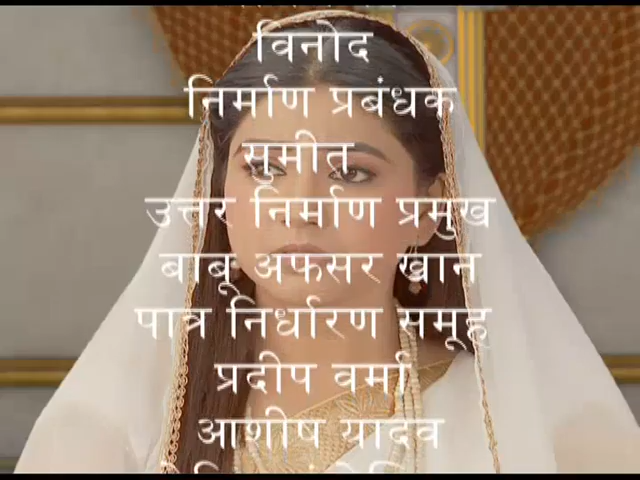 विनोद
निर्माण प्रबंधक
सुमीत
उत्तर निर्माण प्रमुख
बाबू अफसर खान
पात्र निर्धारण समूह
प्रदीप वर्मा
आशीष यादव